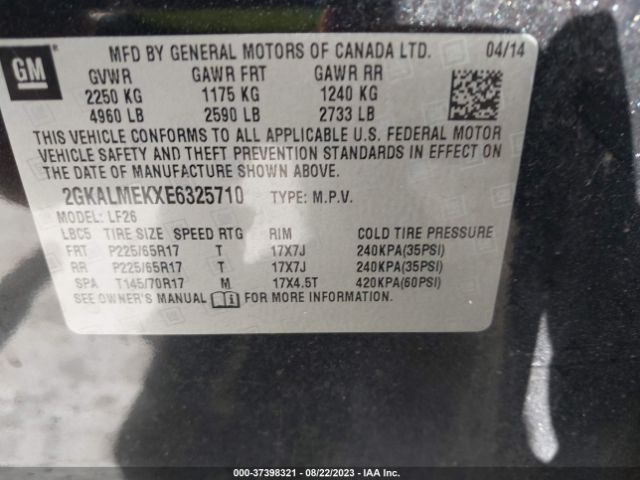 GM
MFD BY GENERAL MOTORS OF CANADA LTD. 04/14
GVWR GAWR FRT GAWR RR
2250 KG 1175 KG 1240 KG
4960 LB 2590 LB 2733 LB
THIS VEHICLE CONFORMS TO ALL APPLICABLE U.S. FEDERAL MOTOR
VEHICLE SAFETY AND THEFT PREVENTION STANDARDS IN EFFECT ON
THE DATE OF MANUFACTURE SHOWN ABOVE.
2GKALMEKXE6325710 TYPE: M.P.V.
MODEL: LF26
LBC5 TIRE SIZE SPEED RTG RIM COLD TIRE PRESSURE
FRT P225/65R17 T 17X7J 240KPA(35PSI)
RR P225/65R17 T 17X7J 240KPA(35PSI)
SPA T145/70R17 M 17X4.5T 420KPA(60PSI)
SEE OWNER'S MANUAL FOR MORE INFORMATION.
000-37398321 - 08/22/2023 - IAA Inc.